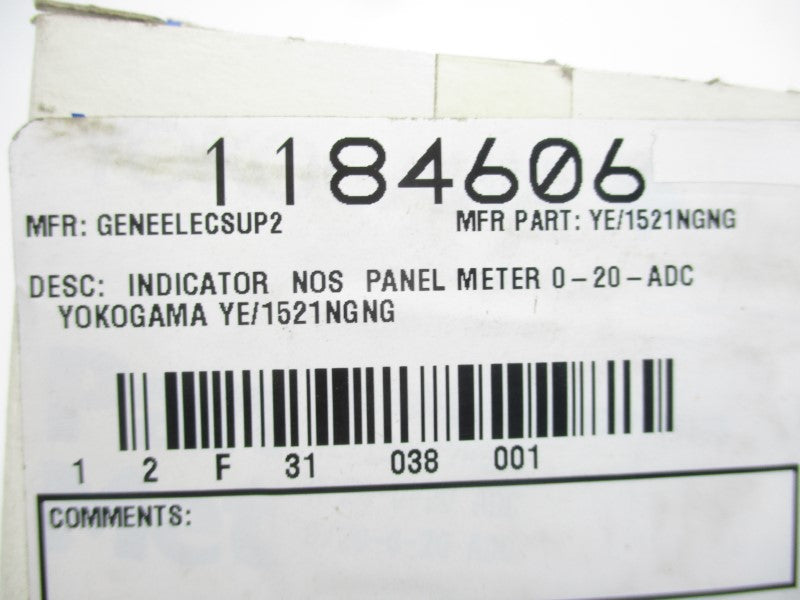 1184606
MFR: GENEELECSUP2 MFR PART: YE/1521NGNG
DESC: INDICATOR NOS PANEL METER 0-20-ADC
YOKOGAMA YE/1521NGNG
1 2 F 31 038 001
COMMENTS: